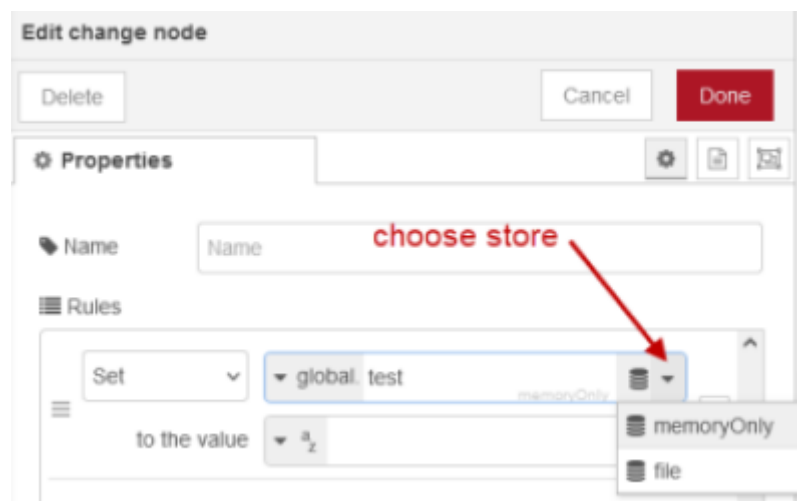 Edit change node
Delete
Cancel
Done
Properties
Name
Name
choose store
Rules
Set
global. test
memoryOnly
to the value
a
z
memoryOnly
file